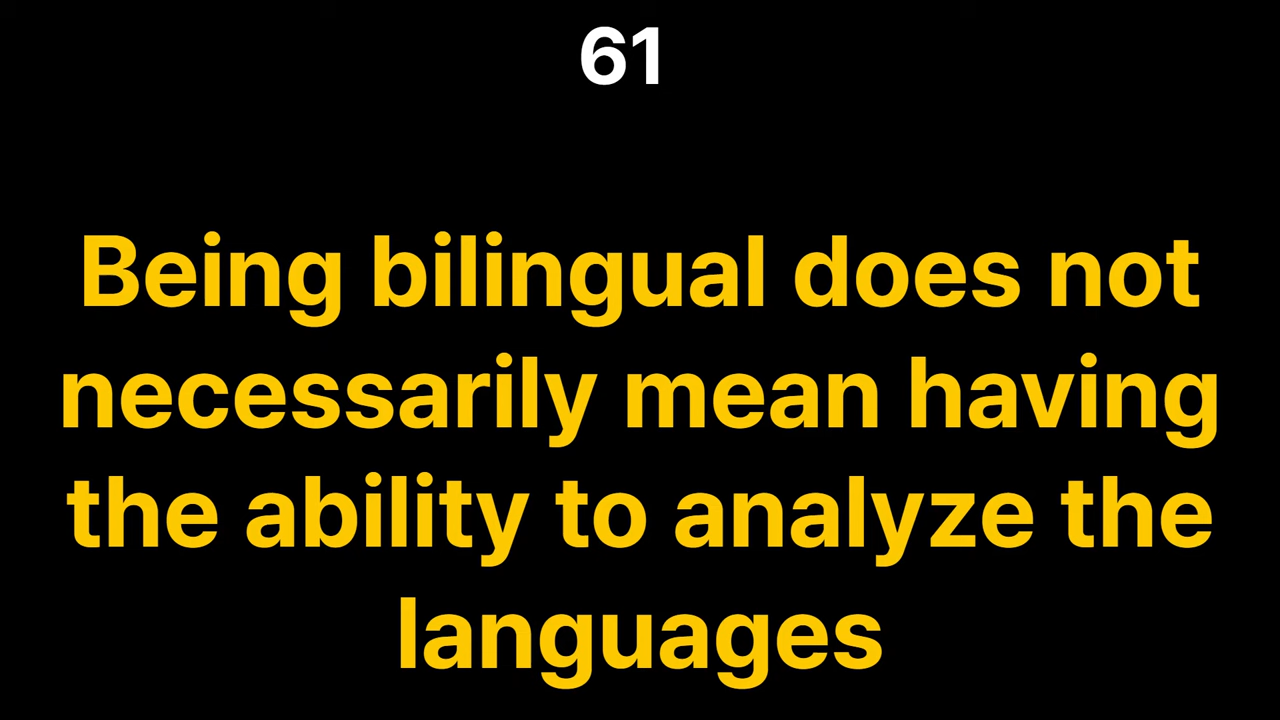 61
Being bilingual does not
necessarily mean having
the ability to analyze the
languages